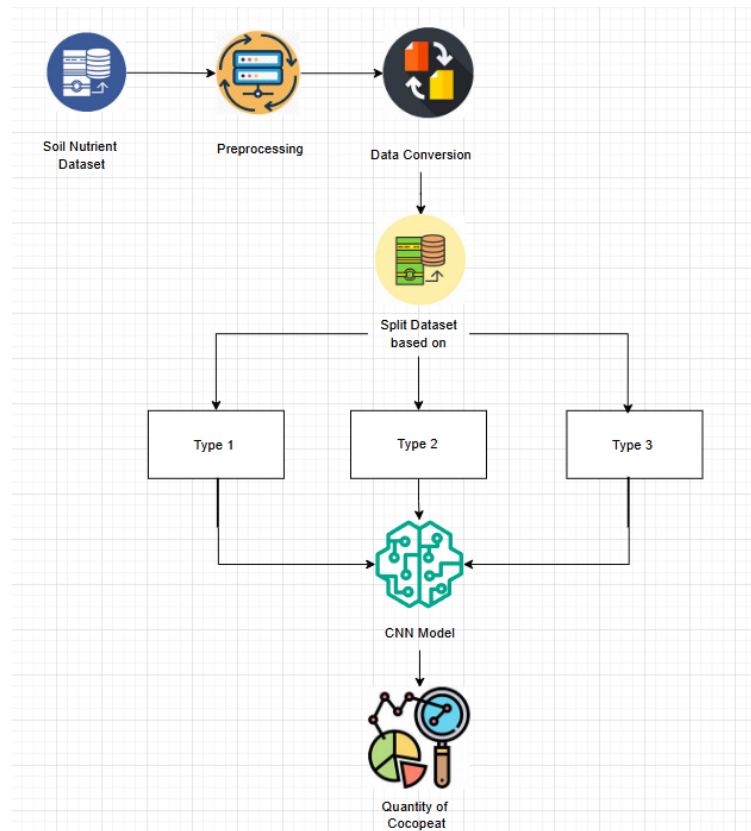 Soil Nutrient
Dataset
Preprocessing
Data Conversion
Split Dataset
based on
Type 1
Type 2
Type 3
CNN Model
Quantity of
Cocopeat